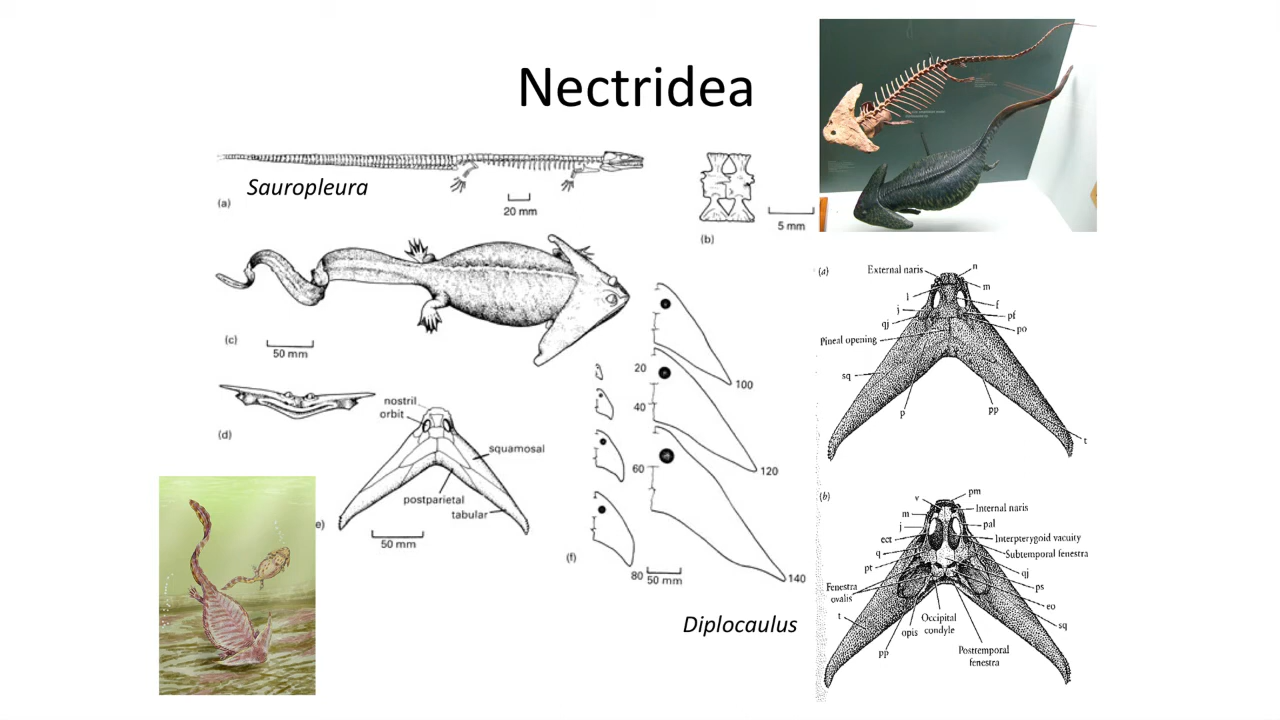 Nectridea
Sauropleura
(a)
20 mm
(b)
5 mm
(c)
50 mm
(d)
nostril
orbit
squamosal
postparietal
tabular
e)
50 mm
20
40
60
80
100
120
140
(f)
50 mm
Diplocaulus
(a)
External naris
n
m
l
f
j
pf
qj
po
Pineal opening
sq
p
pp
t
(b)
v
pm
m
Internal naris
j
pal
ect
Interpterygoid vacuity
q
Subtemporal fenestra
pt
qj
Fenestra
ovalis
ps
eo
t
sq
opis
Occipital
condyle
pp
Posttemporal
fenestra